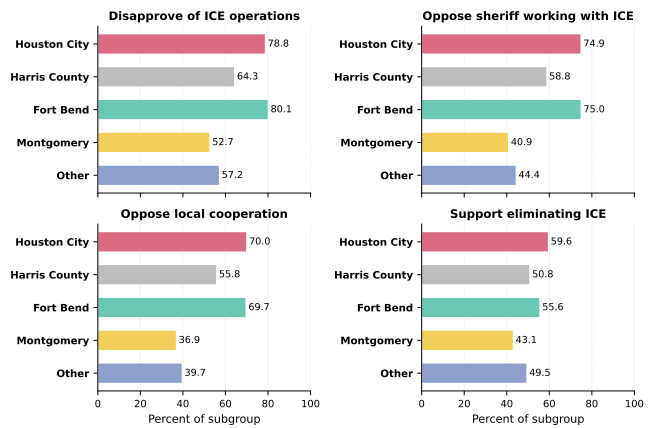 Disapprove of ICE operations
Houston City 78.8
Harris County 64.3
Fort Bend 80.1
Montgomery 52.7
Other 57.2
Oppose sheriff working with ICE
Houston City 74.9
Harris County 58.8
Fort Bend 75.0
Montgomery 40.9
Other 44.4
Oppose local cooperation
Houston City 70.0
Harris County 55.8
Fort Bend 69.7
Montgomery 36.9
Other 39.7
0 20 40 60 80 100
Percent of subgroup
Support eliminating ICE
Houston City 59.6
Harris County 50.8
Fort Bend 55.6
Montgomery 43.1
Other 49.5
0 20 40 60 80 100
Percent of subgroup